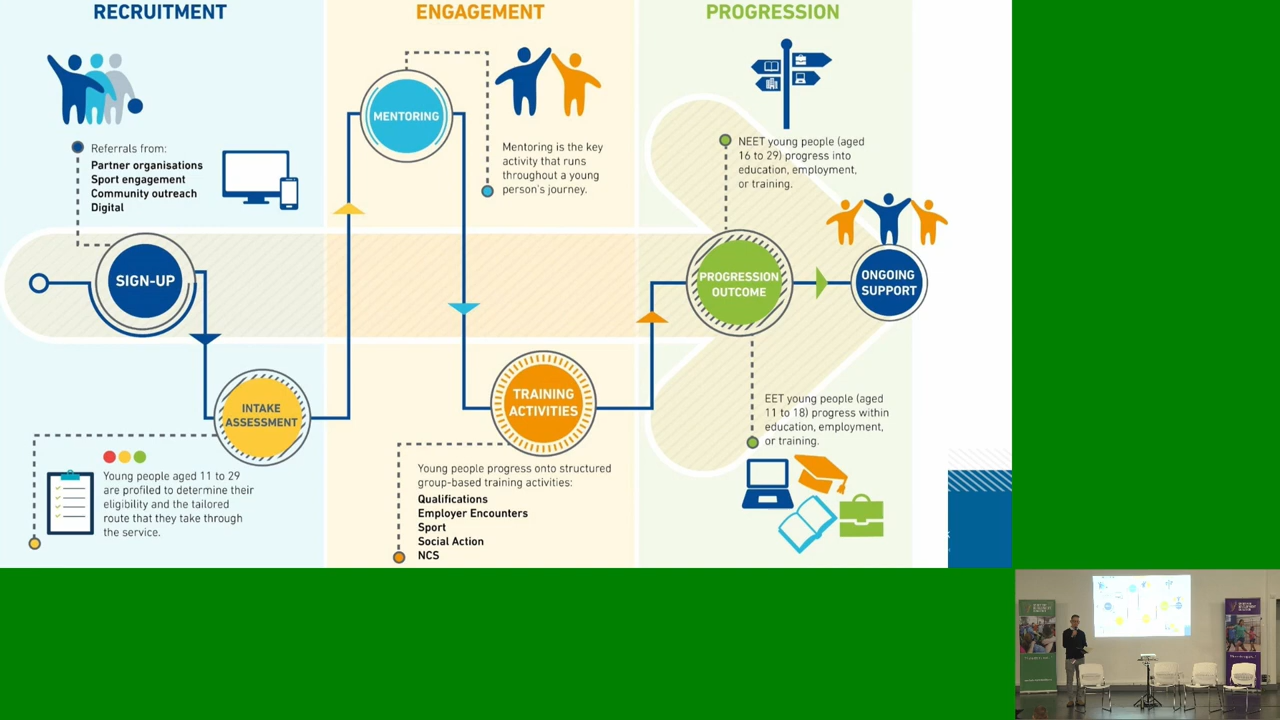 RECRUITMENT
ENGAGEMENT
PROGRESSION
Referrals from:
Partner organisations
Sport engagement
Community outreach
Digital
SIGN-UP
INTAKE
ASSESSMENT
Young people aged 11 to 29
are profiled to determine their
eligibility and the tailored
route that they take through
the service.
MENTORING
Mentoring is the key
activity that runs
throughout a young
person's journey.
TRAINING
ACTIVITIES
Young people progress onto structured
group-based training activities:
Qualifications
Employer Encounters
Sport
Social Action
NCS
NEET young people (aged
16 to 29) progress into
education, employment,
or training.
PROGRESSION
OUTCOME
ONGOING
SUPPORT
EET young people (aged
11 to 18) progress within
education, employment,
or training.